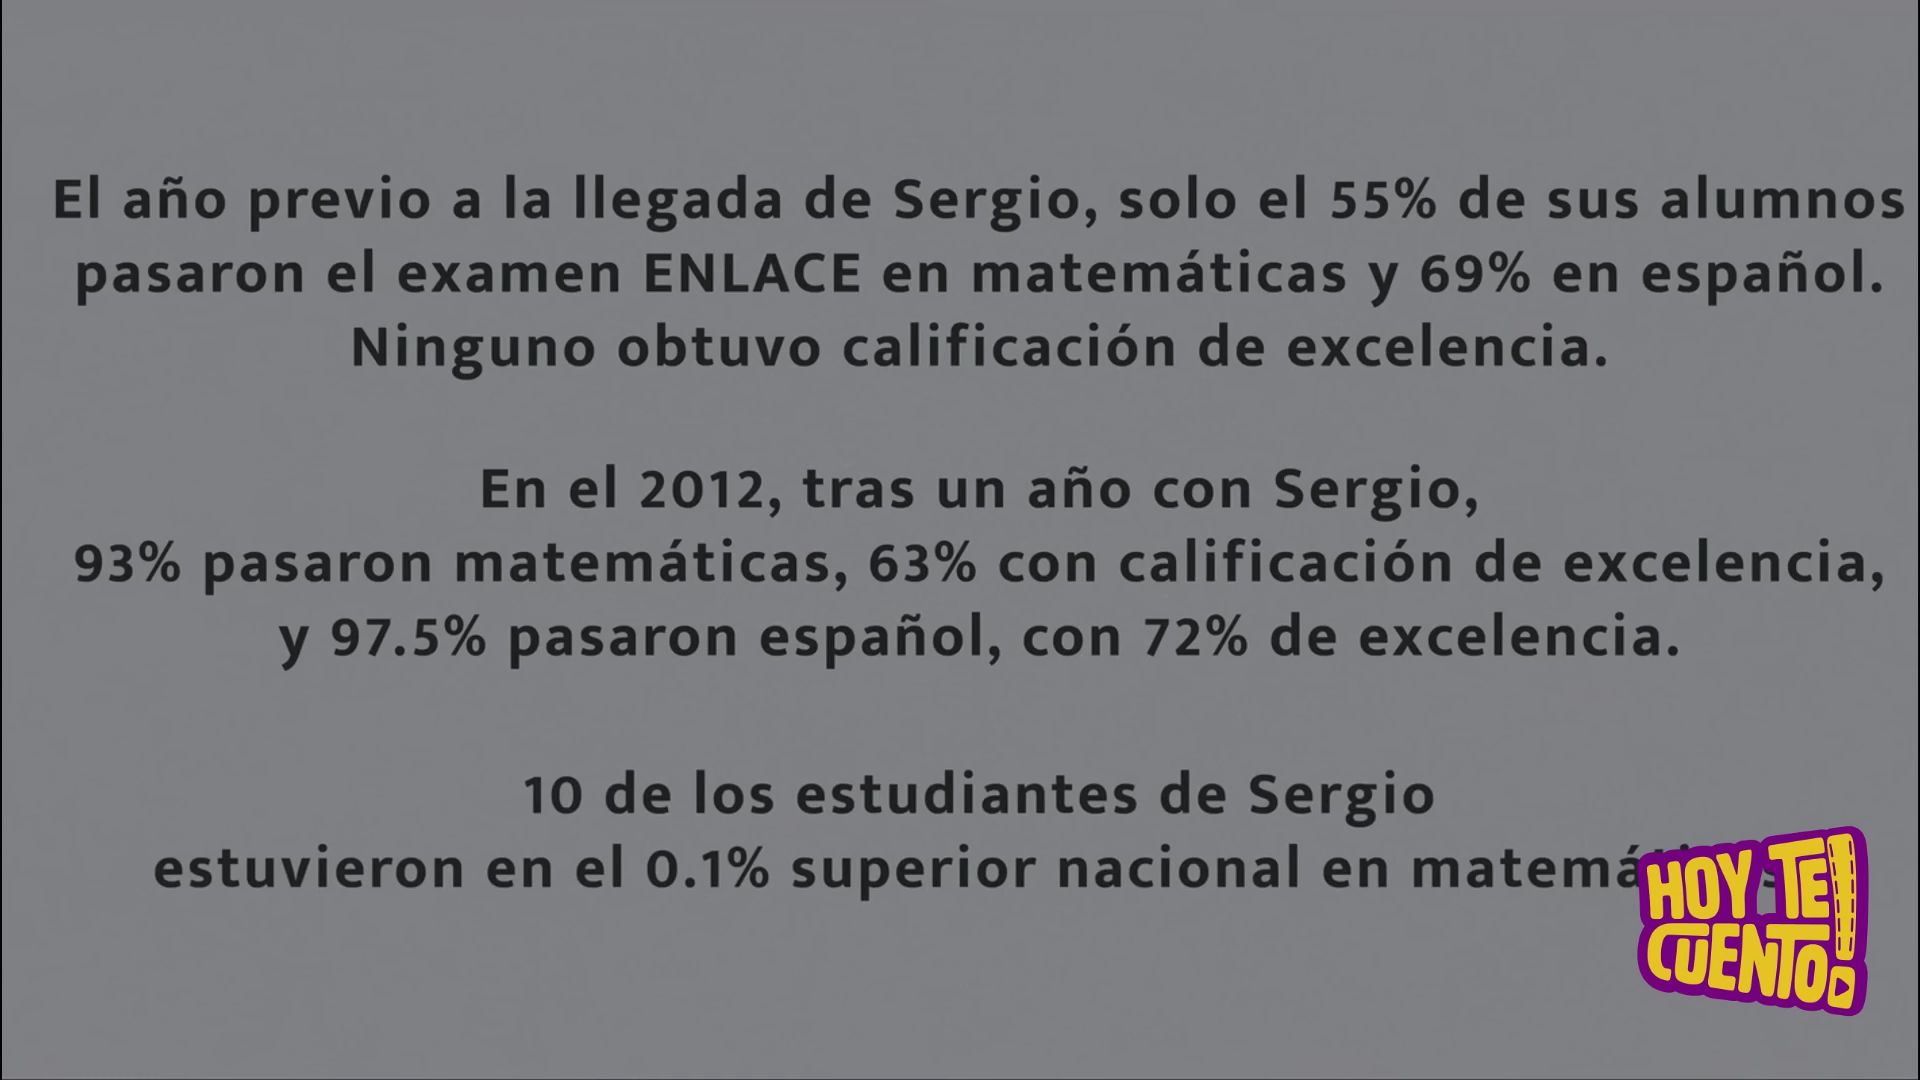 El año previo a la llegada de Sergio, solo el 55% de sus alumnos
pasaron el examen ENLACE en matemáticas y 69% en español.
Ninguno obtuvo calificación de excelencia.
En el 2012, tras un año con Sergio,
93% pasaron matemáticas, 63% con calificación de excelencia,
y 97.5% pasaron español, con 72% de excelencia.
10 de los estudiantes de Sergio
estuvieron en el 0.1% superior nacional en
HOY TE
CUENTO!